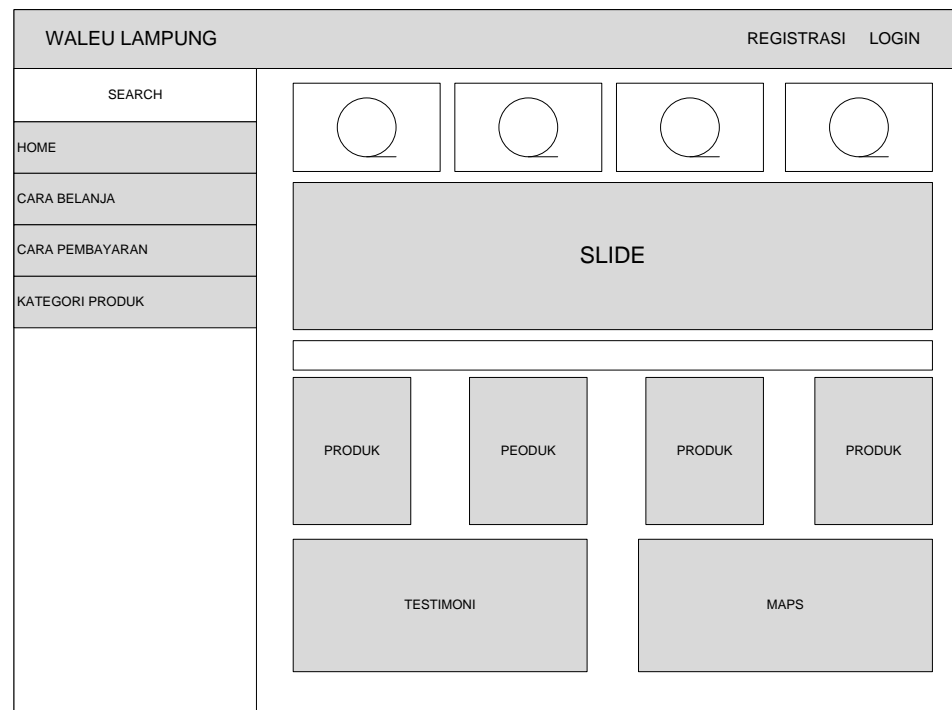 WALEU LAMPUNG
REGISTRASI LOGIN
SEARCH
HOME
CARA BELANJA
CARA PEMBAYARAN
KATEGORI PRODUK
SLIDE
PRODUK
PEODUK
PRODUK
PRODUK
TESTIMONI
MAPS